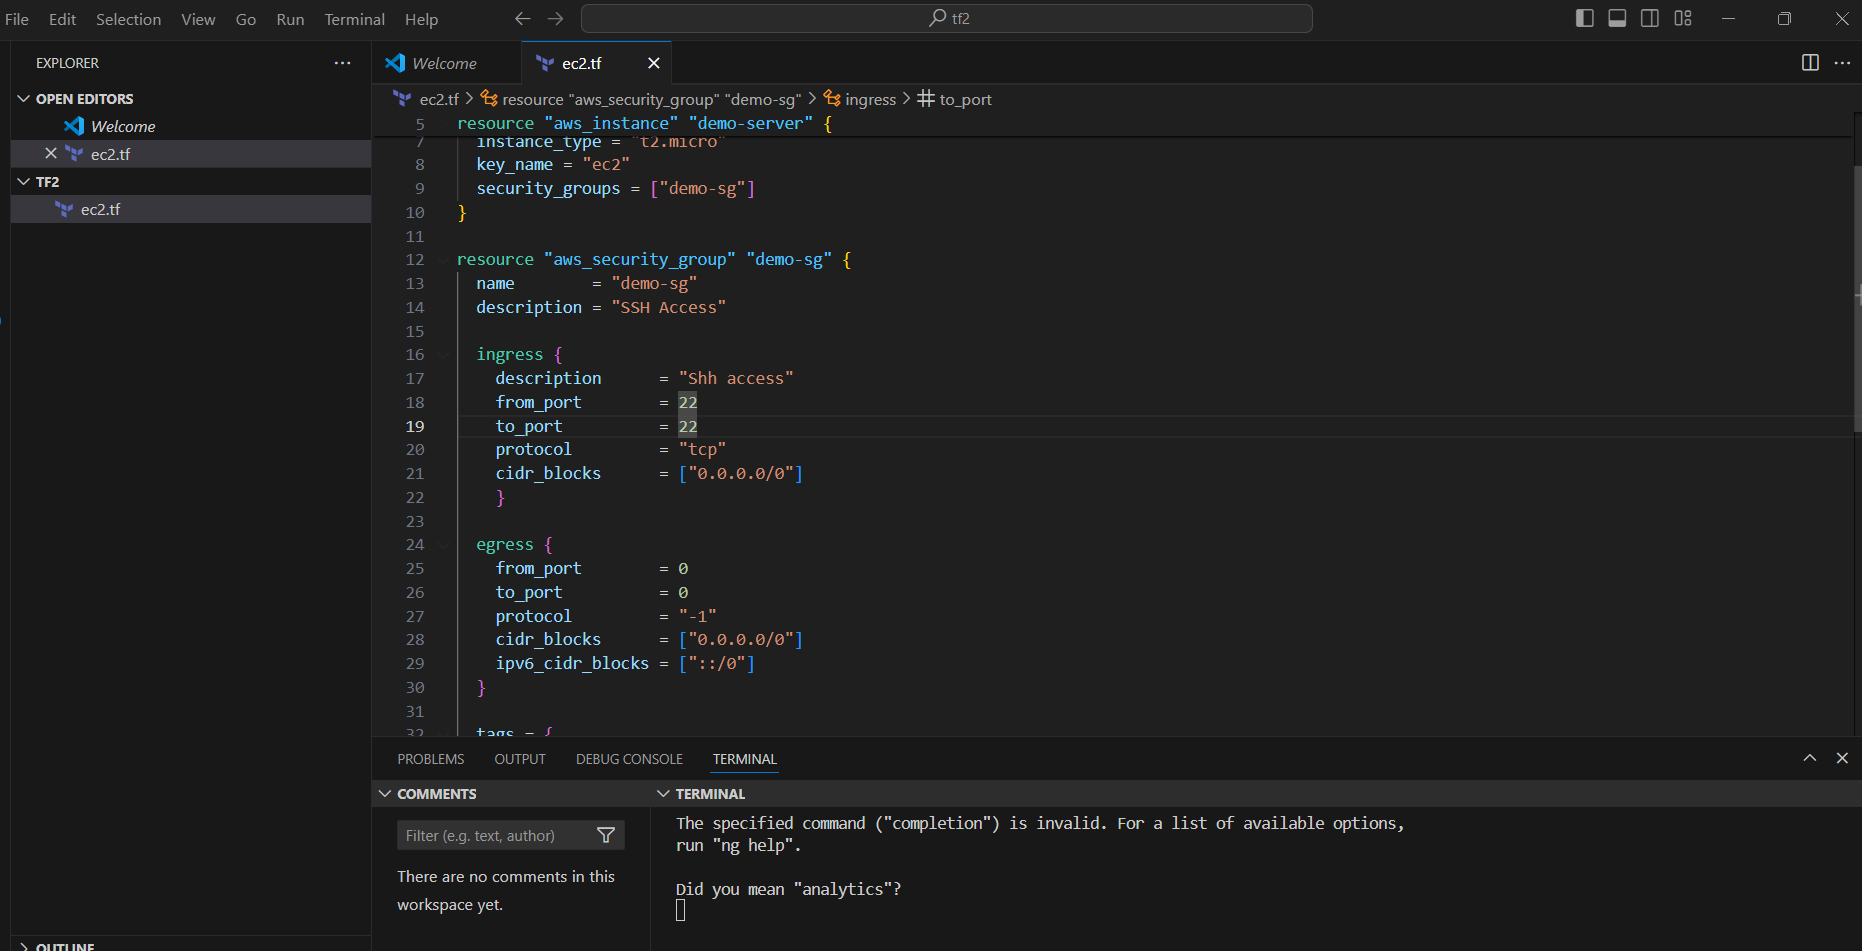 File Edit Selection View Go Run Terminal Help
tf2
EXPLORER
OPEN EDITORS
Welcome
ec2.tf
TF2
ec2.tf
OUTLINE
Welcome
ec2.tf
ec2.tf > resource "aws_security_group" "demo-sg" > ingress > to_port
5 resource "aws_instance" "demo-server" {
7 instance_type = "t2.micro"
8 key_name = "ec2"
9 security_groups = ["demo-sg"]
10 }
11
12 resource "aws_security_group" "demo-sg" {
13 name = "demo-sg"
14 description = "SSH Access"
15
16 ingress {
17 description = "Shh access"
18 from_port = 22
19 to_port = 22
20 protocol = "tcp"
21 cidr_blocks = ["0.0.0.0/0"]
22 }
23
24 egress {
25 from_port = 0
26 to_port = 0
27 protocol = "-1"
28 cidr_blocks = ["0.0.0.0/0"]
29 ipv6_cidr_blocks = ["::/0"]
30 }
31
32 tags = {
PROBLEMS OUTPUT DEBUG CONSOLE TERMINAL
COMMENTS
Filter (e.g. text, author)
There are no comments in this
workspace yet.
TERMINAL
The specified command ("completion") is invalid. For a list of available options,
run "ng help".
Did you mean "analytics"?